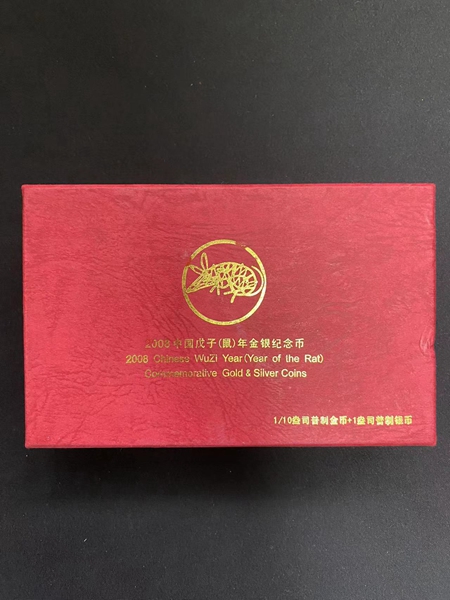 2008中国戊子(鼠)年金银纪念币
2008 Chinese WuZi Year(Year of the Rat)
Commemorative Gold & Silver Coins
1/10盎司普制金币+1盎司普制银币